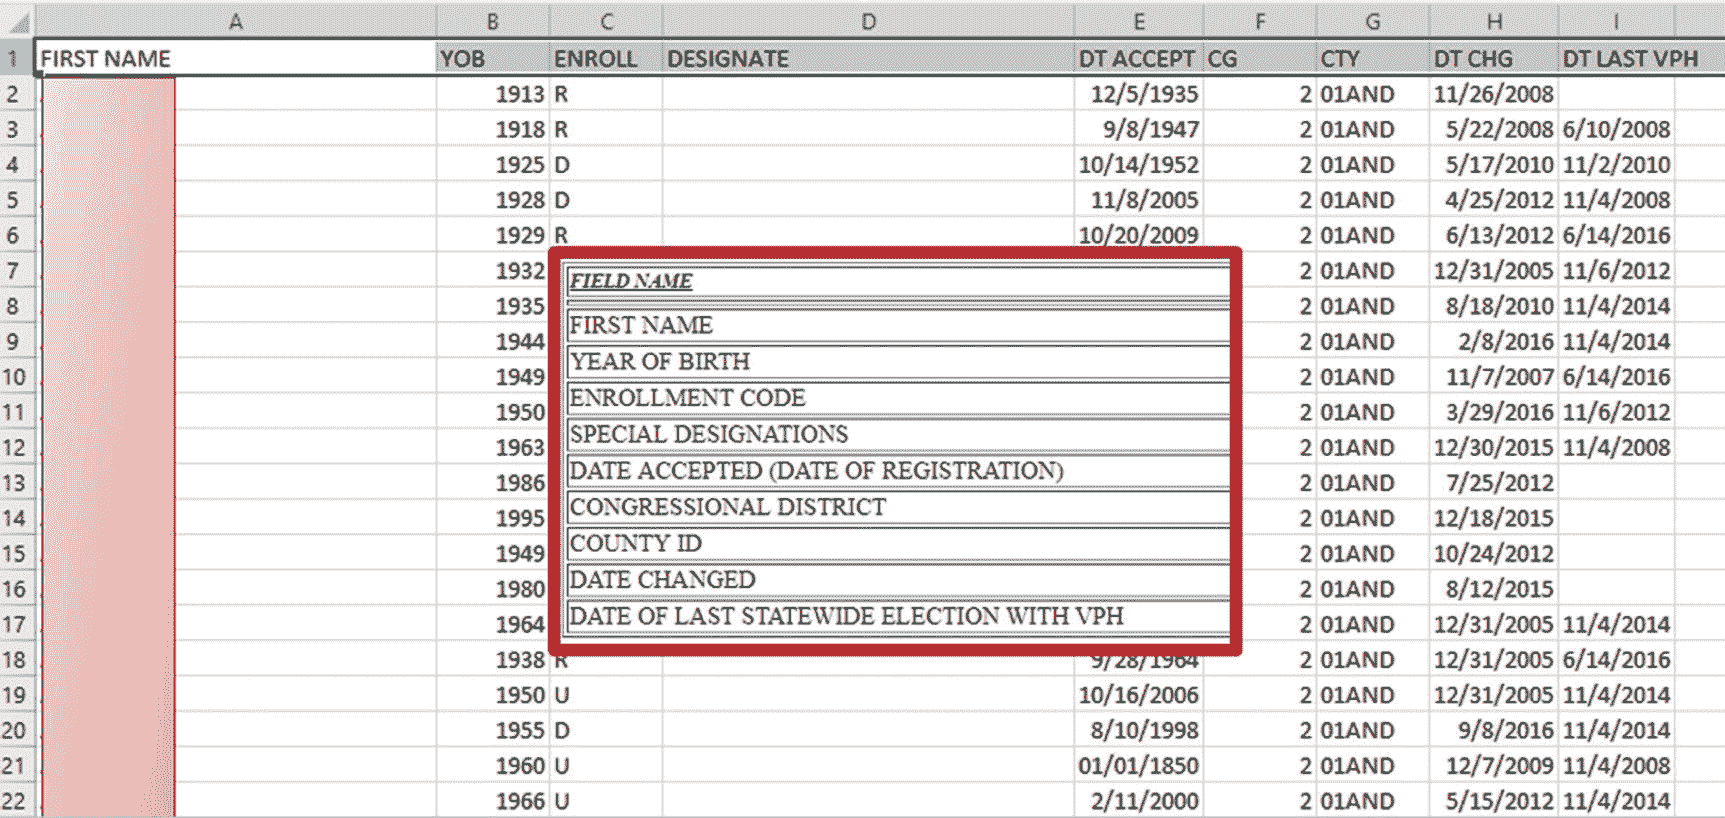 A B C D E F G H I
1 FIRST NAME YOB ENROLL DESIGNATE DT ACCEPT CG CTY DT CHG DT LAST VPH
2 1913 R 12/5/1935 2 01AND 11/26/2008
3 1918 R 9/8/1947 2 01AND 5/22/2008 6/10/2008
4 1925 D 10/14/1952 2 01AND 5/17/2010 11/2/2010
5 1928 D 11/8/2005 2 01AND 4/25/2012 11/4/2008
6 1929 R 10/20/2009 2 01AND 6/13/2012 6/14/2016
7 1932 2 01AND 12/31/2005 11/6/2012
8 1935 2 01AND 8/18/2010 11/4/2014
9 1944 2 01AND 2/8/2016 11/4/2014
10 1949 2 01AND 11/7/2007 6/14/2016
11 1950 2 01AND 3/29/2016 11/6/2012
12 1963 2 01AND 12/30/2015 11/4/2008
13 1986 2 01AND 7/25/2012
14 1995 2 01AND 12/18/2015
15 1949 2 01AND 10/24/2012
16 1980 2 01AND 8/12/2015
17 1964 2 01AND 12/31/2005 11/4/2014
18 1938 R 9/28/1964 2 01AND 12/31/2005 6/14/2016
19 1950 U 10/16/2006 2 01AND 12/31/2005 11/4/2014
20 1955 D 8/10/1998 2 01AND 9/8/2016 11/4/2014
21 1960 U 01/01/1850 2 01AND 12/7/2009 11/4/2008
22 1966 U 2/11/2000 2 01AND 5/15/2012 11/4/2014
FIELD NAME
FIRST NAME
YEAR OF BIRTH
ENROLLMENT CODE
SPECIAL DESIGNATIONS
DATE ACCEPTED (DATE OF REGISTRATION)
CONGRESSIONAL DISTRICT
COUNTY ID
DATE CHANGED
DATE OF LAST STATEWIDE ELECTION WITH VPH